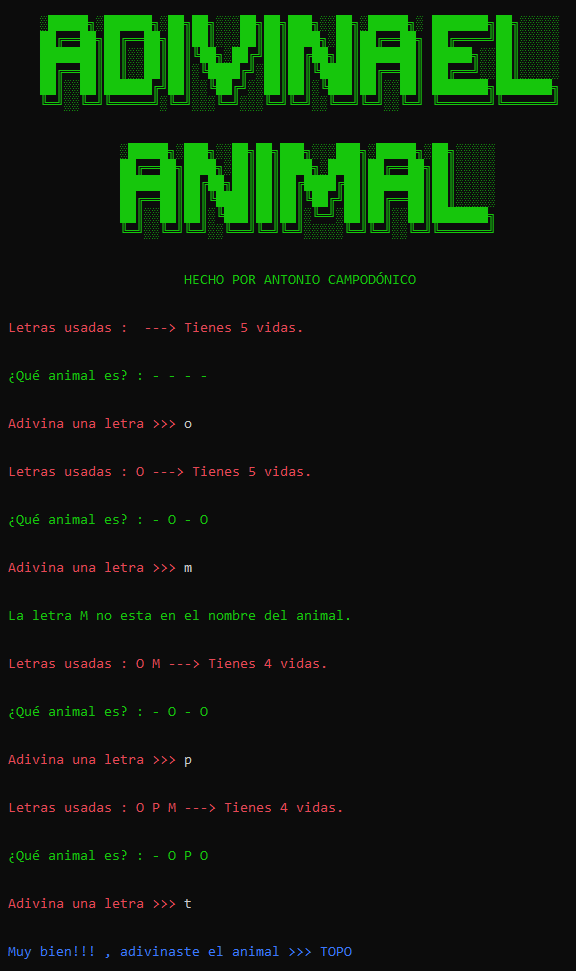 ADIVINA EL
ANIMAL
HECHO POR ANTONIO CAMPODÓNICO
Letras usadas :  ---> Tienes 5 vidas.
¿Qué animal es? : - - - -
Adivina una letra >>> o
Letras usadas : O ---> Tienes 5 vidas.
¿Qué animal es? : - O - O
Adivina una letra >>> m
La letra M no esta en el nombre del animal.
Letras usadas : O M ---> Tienes 4 vidas.
¿Qué animal es? : - O - O
Adivina una letra >>> p
Letras usadas : O P M ---> Tienes 4 vidas.
¿Qué animal es? : - O P O
Adivina una letra >>> t
Muy bien!!! , adivinaste el animal >>> TOPO